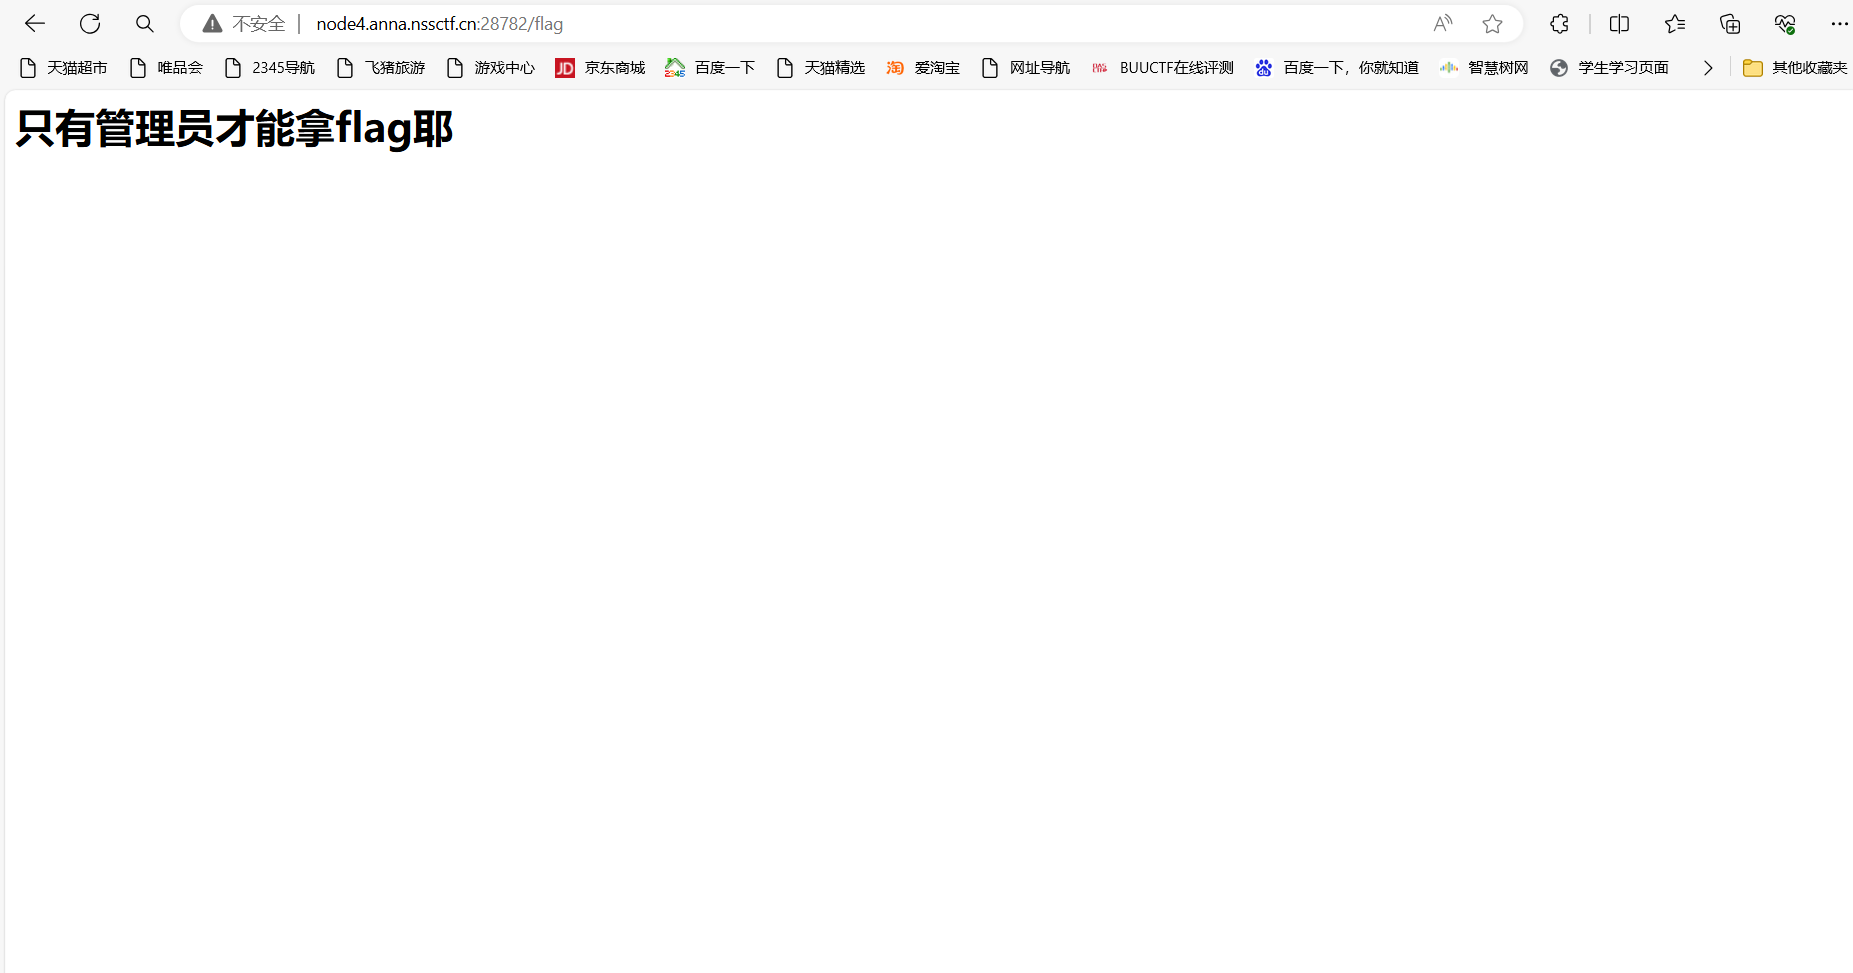 不安全 node4.anna.nssctf.cn:28782/flag
天猫超市 唯品会 2345导航 飞猪旅游 游戏中心 JD 京东商城 2345 百度一下 天猫精选 淘 爱淘宝 网址导航 BUUCTF在线评测 百度一下，你就知道 智慧树网 学生学习页面 其他收藏夹
只有管理员才能拿flag耶